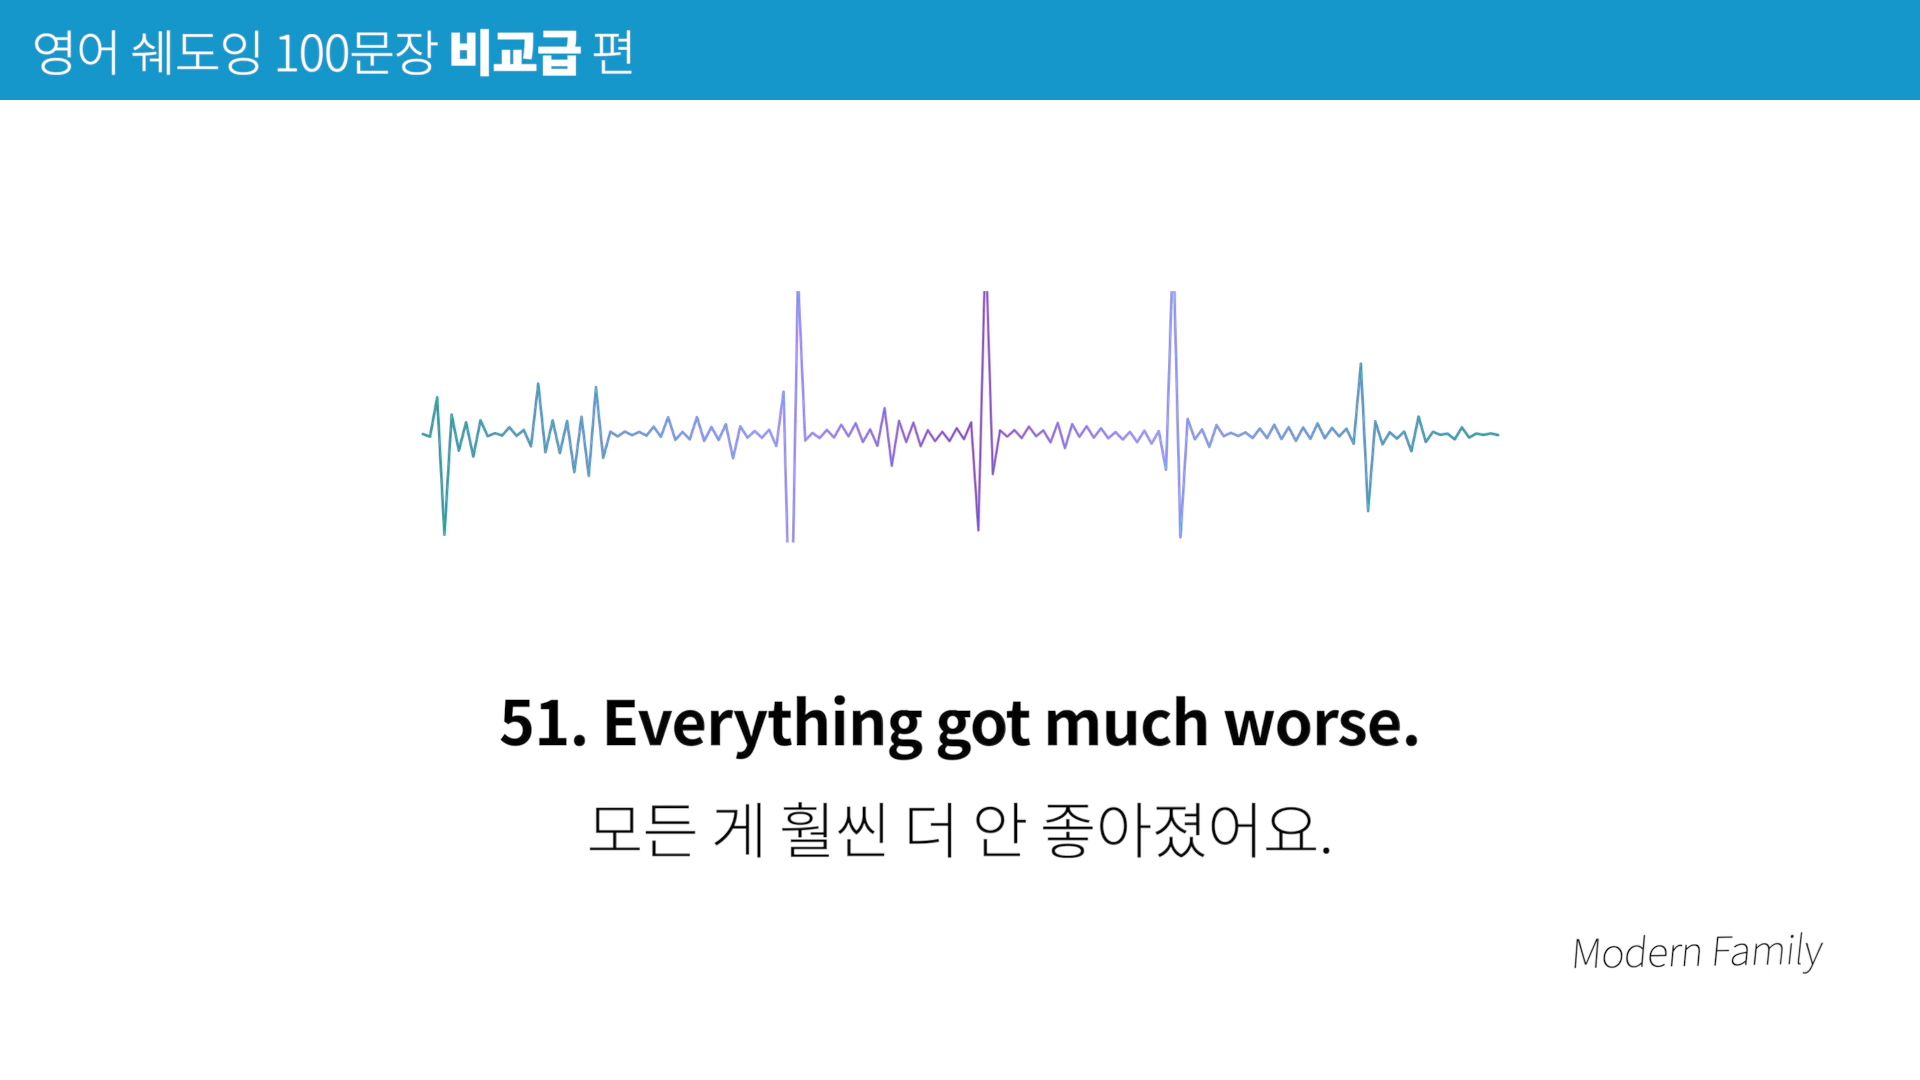 영어 쉐도잉 100문장 비교급 편
51. Everything got much worse.
모든 게 훨씬 더 안 좋아졌어요.
Modern Family